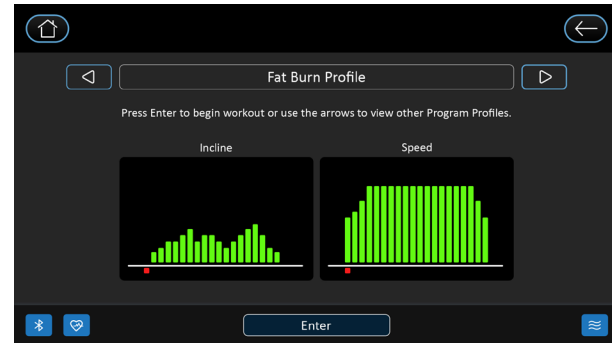 Fat Burn Profile
Press Enter to begin workout or use the arrows to view other Program Profiles.
Incline
Speed
Enter